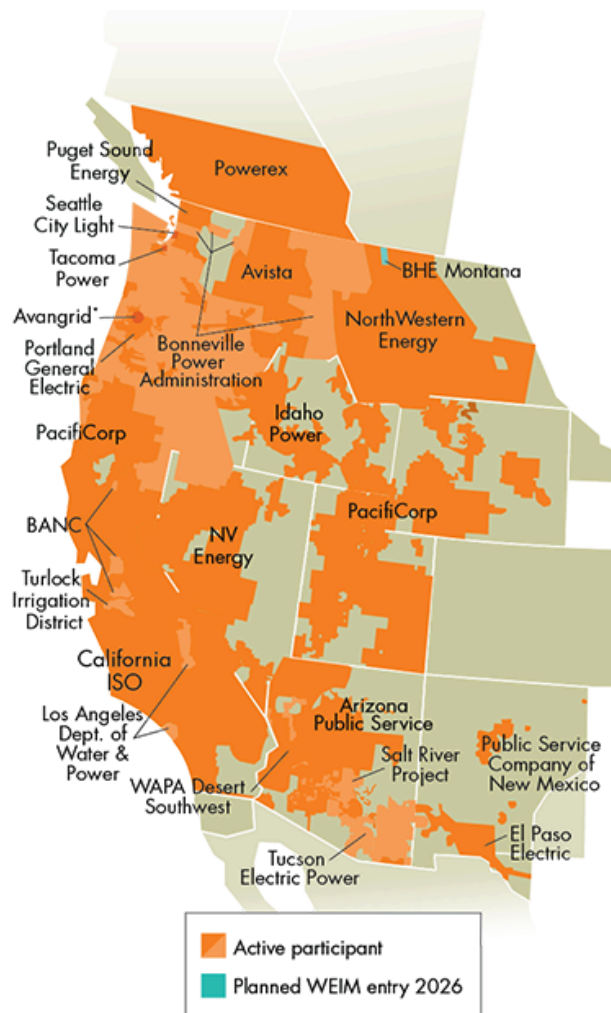 Powerex
Puget Sound
Energy
Seattle
City Light
Tacoma
Power
Avista
BHE Montana
Avangrid*
NorthWestern
Energy
Portland
General
Electric
Bonneville
Power
Administration
PacifiCorp
Idaho
Power
PacifiCorp
BANC
NV
Energy
Turlock
Irrigation
District
California
ISO
Los Angeles
Dept. of
Water &
Power
Arizona
Public Service
Salt River
Project
Public Service
Company of
New Mexico
WAPA Desert
Southwest
El Paso
Electric
Tucson
Electric Power
Active participant
Planned WEIM entry 2026